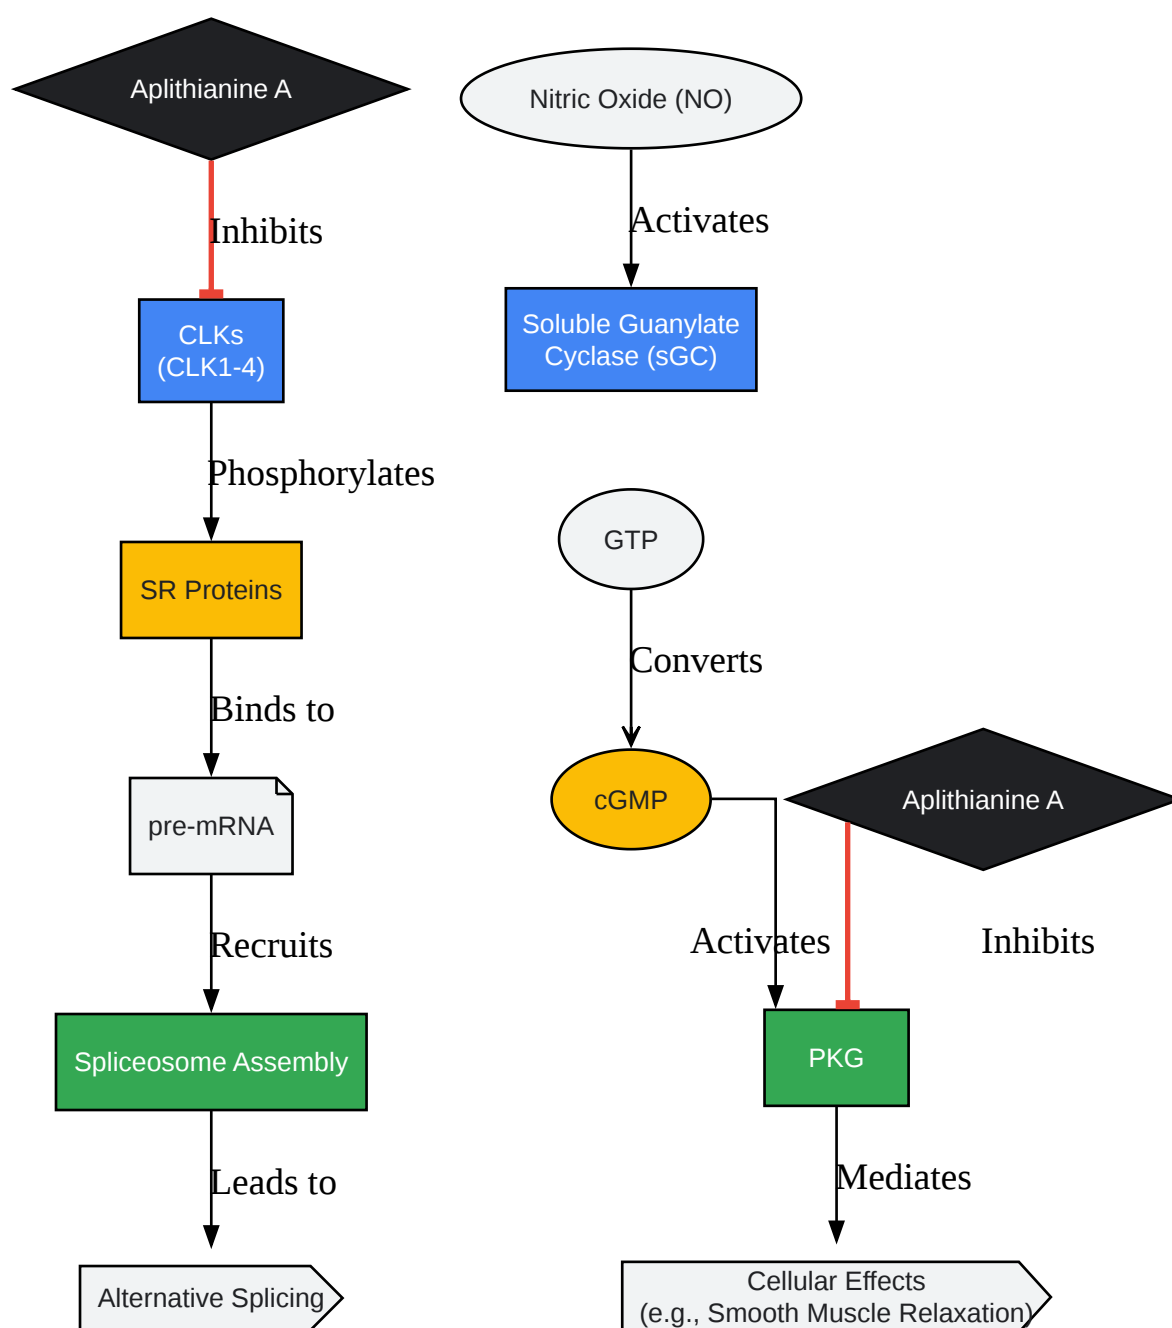 Aplithianine A
Inhibits
CLKs
(CLK1-4)
Phosphorylates
SR Proteins
Binds to
pre-mRNA
Recruits
Spliceosome Assembly
Leads to
Alternative Splicing
Nitric Oxide (NO)
Activates
Soluble Guanylate
Cyclase (sGC)
GTP
Converts
cGMP
Aplithianine A
Activates
Inhibits
PKG
Mediates
Cellular Effects
(e.g., Smooth Muscle Relaxation)